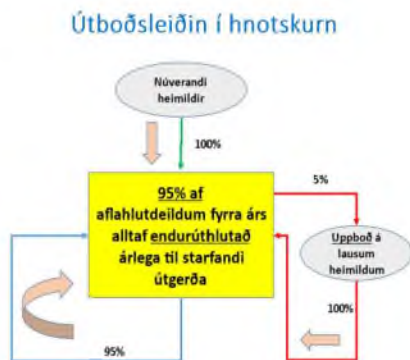 Útboðsleiðin í hnotskurn
Núverandi
heimildir
100%
95% af
aflahlutdeildum fyrra árs
alltaf endurúthlutað
árlega til starfandi
útgerða
5%
Uppboð á
lausum
heimildum
100%
95%